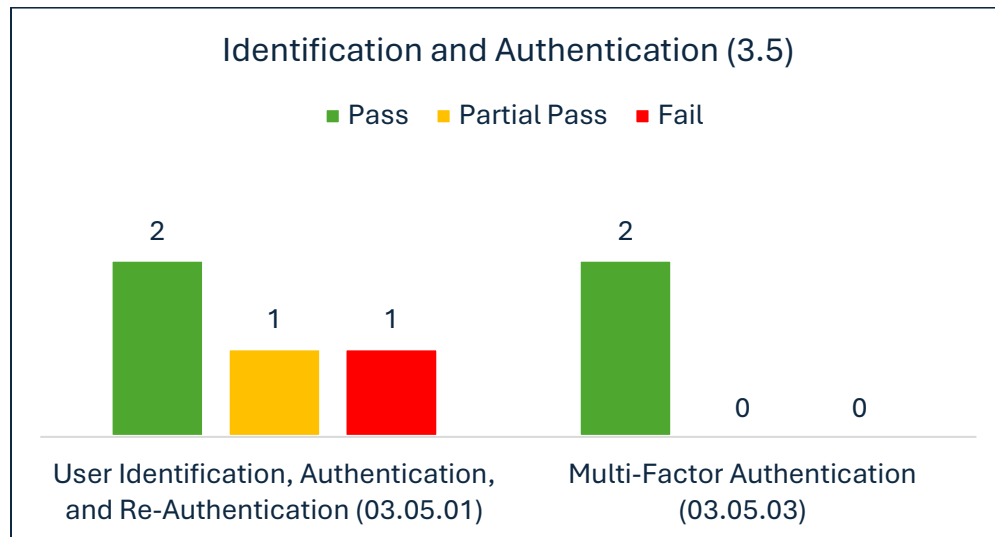 Identification and Authentication (3.5)
Pass Partial Pass Fail
2
1
1
2
0
0
User Identification, Authentication,
and Re-Authentication (03.05.01)
Multi-Factor Authentication
(03.05.03)